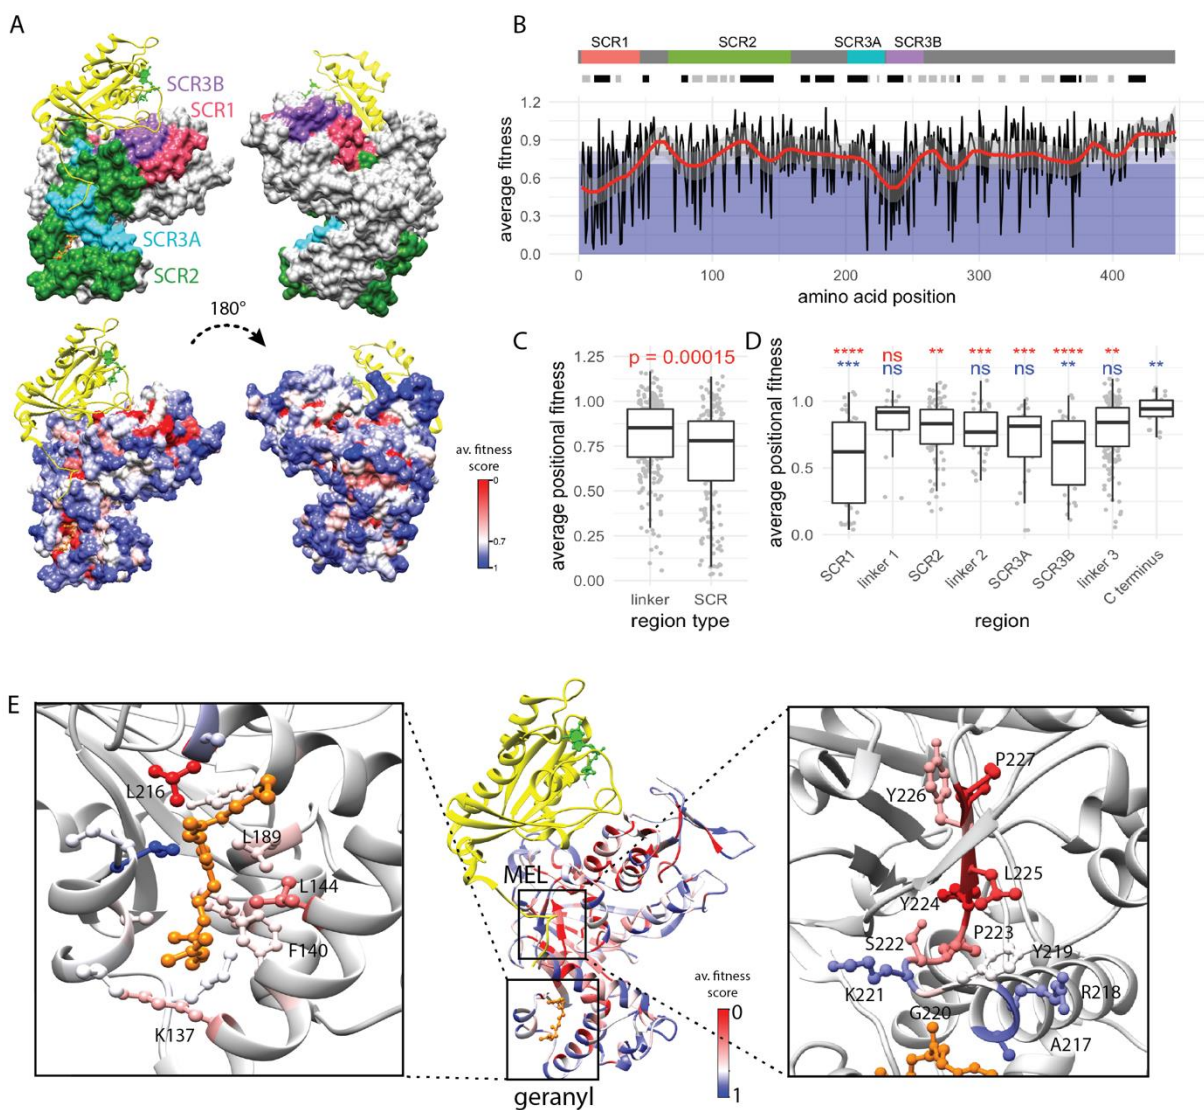 A
SCR3B
SCR1
SCR3A
SCR2
180°
av. fitness
score
0
0.7
1
B
SCR1
SCR2
SCR3A
SCR3B
average fitness
1.2
0.9
0.6
0.3
0.0
0
100
200
300
400
amino acid position
C
p = 0.00015
average positional fitness
1.25
1.00
0.75
0.50
0.25
0.00
linker
SCR
region type
D
**** ns ** *** *** **** **
*** ns ns ns ** ns **
average positional fitness
1.0
0.5
0.0
SCR1
linker 1
SCR2
linker 2
SCR3A
SCR3B
linker 3
C terminus
region
E
L216
L189
L144
F140
K137
MEL
geranyl
av. fitness
score
0
1
P227
Y226
L225
Y224
P223
S222
Y219
K221
R218
G220
A217